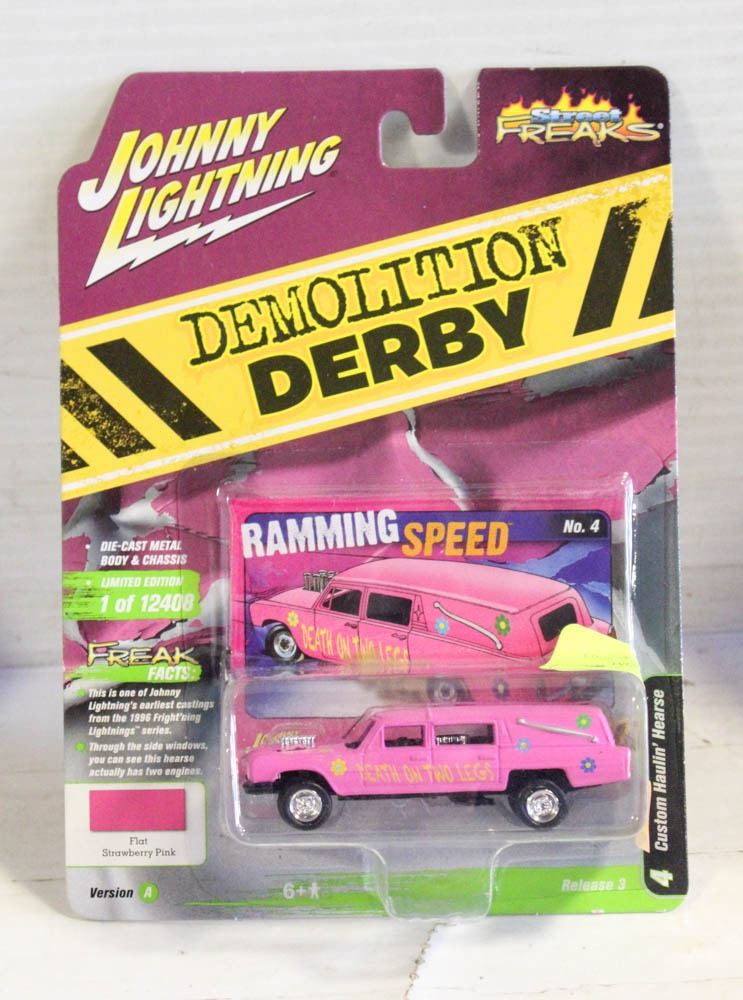 JOHNNY
LIGHTNING
Street
FREAKS
DEMOLITION
DERBY
• DIE-CAST METAL
BODY & CHASSIS
• LIMITED EDITION
1 of 12408
FREAK
FACTS:
• This is one of Johnny
Lightning's earliest castings
from the 1996 Fright'ning
Lightnings™ series.
• Through the side windows,
you can see this hearse
actually has two engines.
Flat
Strawberry Pink
Version A
RAMMING
SPEED™
No. 4
DEATH ON TWO LEGS
DEATH ON TWO LEGS
6+
Release 3
4 Custom Haulin' Hearse